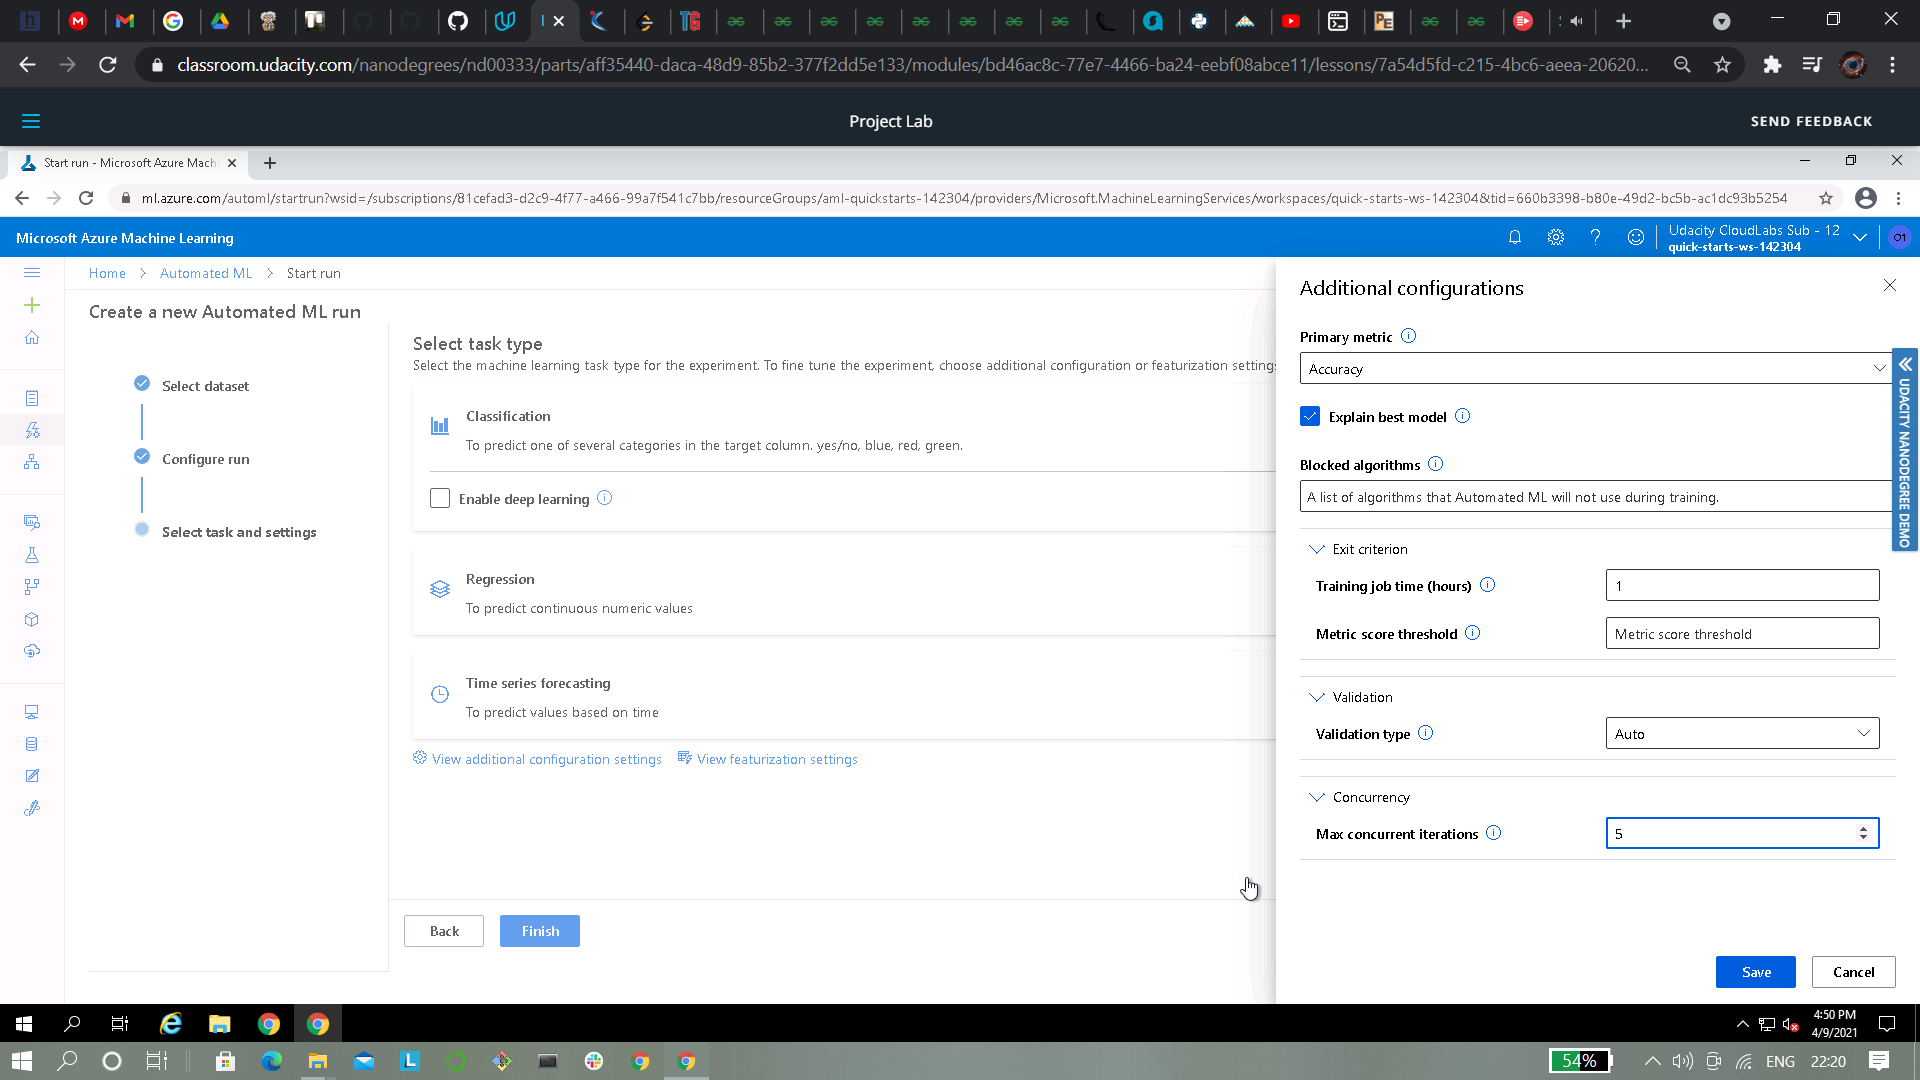 classroom.udacity.com/nanodegrees/nd00333/parts/aff35440-daca-48d9-85b2-377f2dd5e133/modules/bd46ac8c-77e7-4466-ba24-eebf08abce11/lessons/7a54d5fd-c215-4bc6-aeea-20620...
Project Lab
SEND FEEDBACK
Start run - Microsoft Azure Mach
ml.azure.com/automl/startrun?wsid=/subscriptions/81cefad3-d2c9-4f77-a466-99a7f541c7bb/resourceGroups/aml-quickstarts-142304/providers/Microsoft.MachineLearningServices/workspaces/quick-starts-ws-142304&tid=660b3398-b80e-49d2-bc5b-ac1dc93b5254
Microsoft Azure Machine Learning
Udacity CloudLabs Sub - 12
quick-starts-ws-142304
O1
Home > Automated ML > Start run
Create a new Automated ML run
Select dataset
Configure run
Select task and settings
Select task type
Select the machine learning task type for the experiment. To fine tune the experiment, choose additional configuration or featurization setting
Classification
To predict one of several categories in the target column. yes/no, blue, red, green.
Enable deep learning
Regression
To predict continuous numeric values
Time series forecasting
To predict values based on time
View additional configuration settings
View featurization settings
Back
Finish
Additional configurations
Primary metric
Accuracy
Explain best model
Blocked algorithms
A list of algorithms that Automated ML will not use during training.
Exit criterion
Training job time (hours)
1
Metric score threshold
Metric score threshold
Validation
Validation type
Auto
Concurrency
Max concurrent iterations
5
Save
Cancel
UDACITY NANODEGREE DEMO
4:50 PM
4/9/2021
54%
ENG
22:20